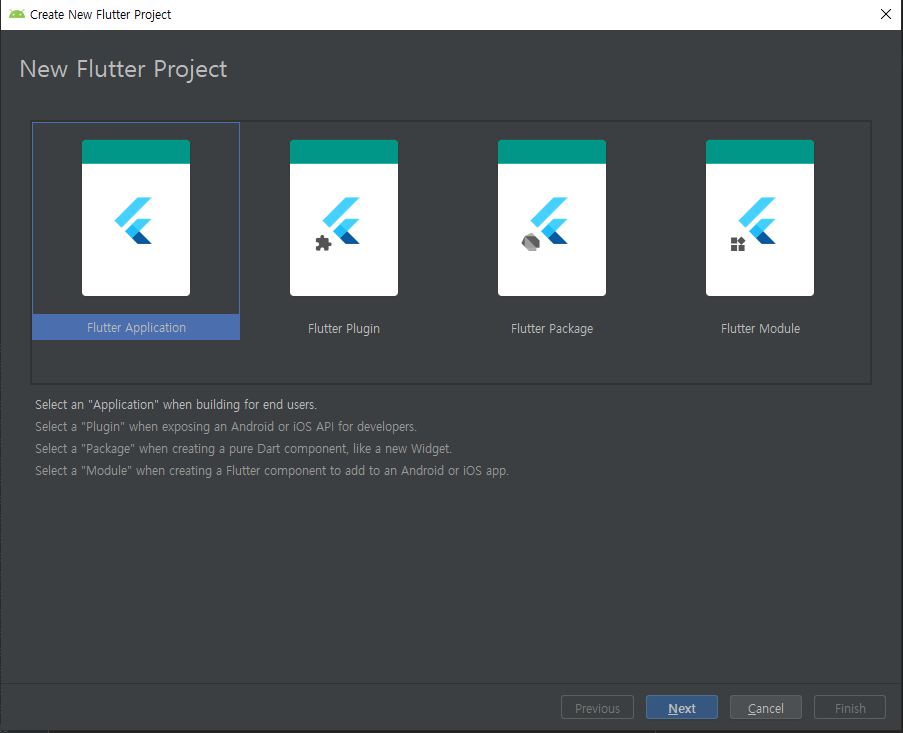 Create New Flutter Project
New Flutter Project
Flutter Application
Flutter Plugin
Flutter Package
Flutter Module
Select an "Application" when building for end users.
Select a "Plugin" when exposing an Android or iOS API for developers.
Select a "Package" when creating a pure Dart component, like a new Widget.
Select a "Module" when creating a Flutter component to add to an Android or iOS app.
Previous
Next
Cancel
Finish